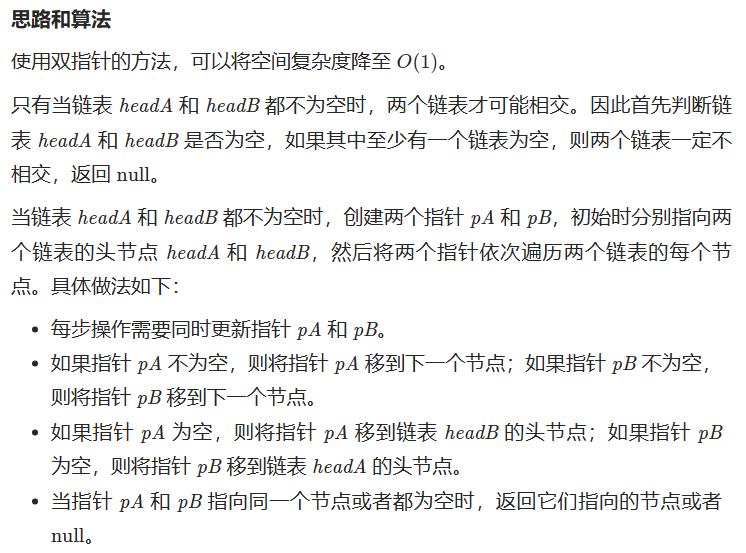 思路和算法
使用双指针的方法，可以将空间复杂度降至 O(1)。
只有当链表 headA 和 headB 都不为空时，两个链表才可能相交。因此首先判断链
表 headA 和 headB 是否为空，如果其中至少有一个链表为空，则两个链表一定不
相交，返回 null。
当链表 headA 和 headB 都不为空时，创建两个指针 pA 和 pB，初始时分别指向两
个链表的头节点 headA 和 headB，然后将两个指针依次遍历两个链表的每个节
点。具体做法如下：
• 每步操作需要同时更新指针 pA 和 pB。
• 如果指针 pA 不为空，则将指针 pA 移到下一个节点；如果指针 pB 不为空，
则将指针 pB 移到下一个节点。
• 如果指针 pA 为空，则将指针 pA 移到链表 headB 的头节点；如果指针 pB
为空，则将指针 pB 移到链表 headA 的头节点。
• 当指针 pA 和 pB 指向同一个节点或者都为空时，返回它们指向的节点或者
null。